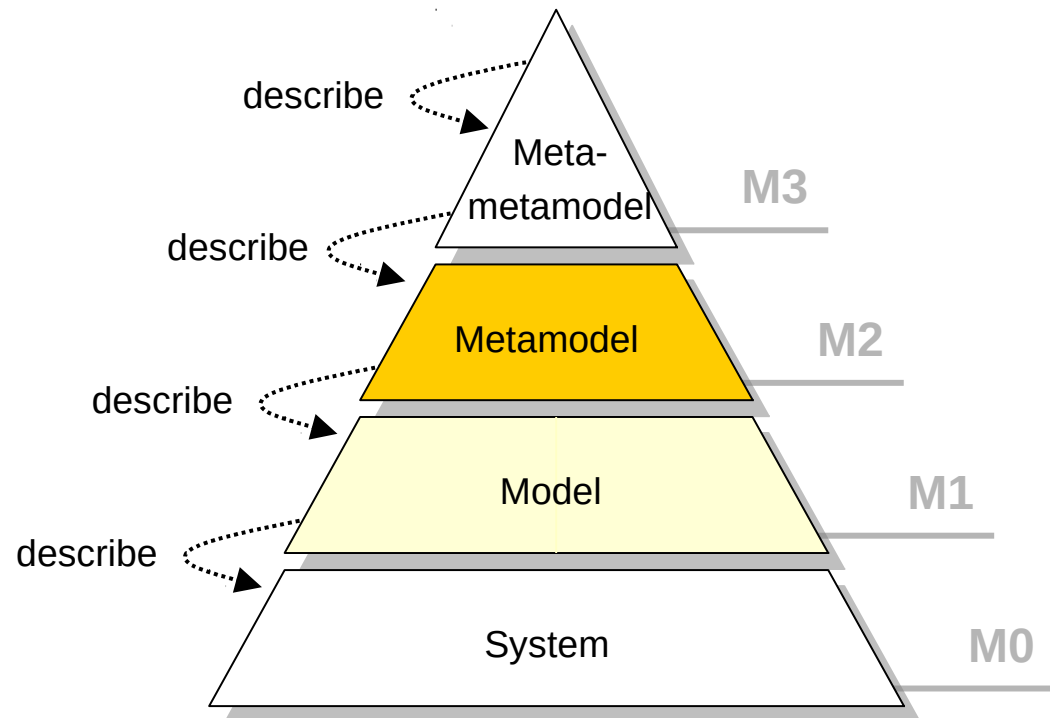 describe
Meta-
metamodel
M3
describe
Metamodel
M2
describe
Model
M1
describe
System
M0